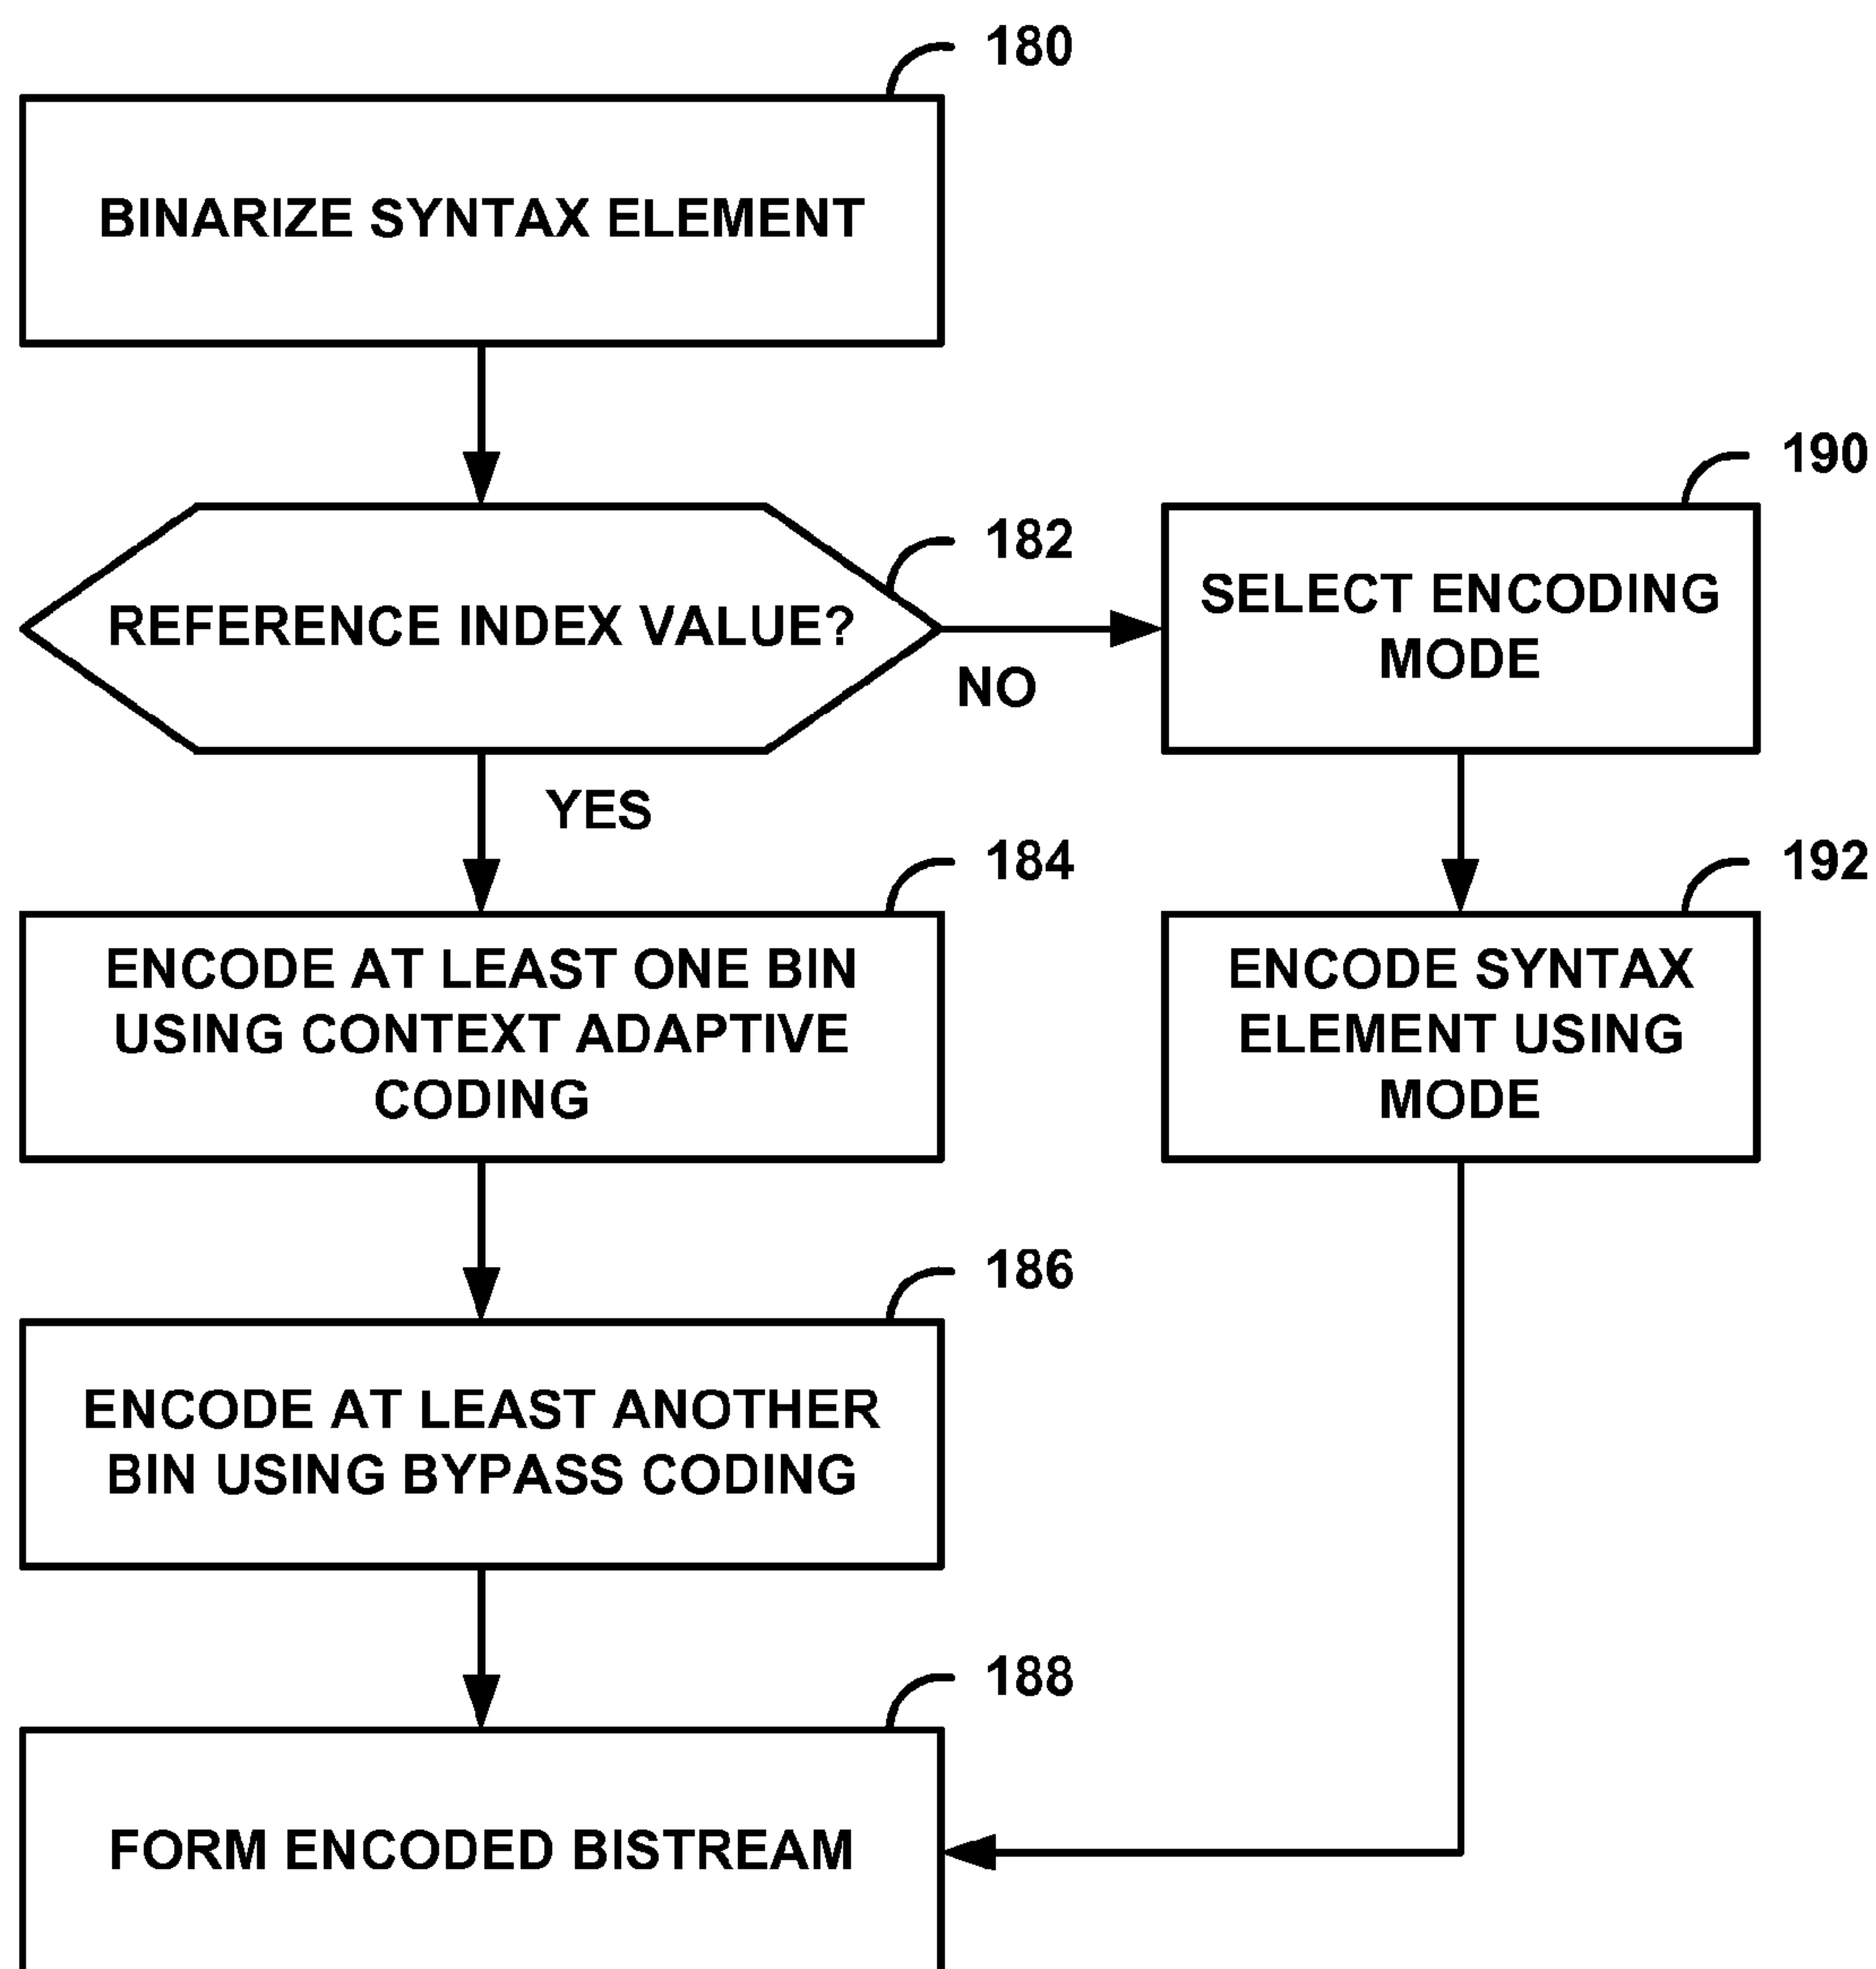 180
BINARIZE SYNTAX ELEMENT
182
REFERENCE INDEX VALUE?
NO
YES
190
SELECT ENCODING
MODE
184
ENCODE AT LEAST ONE BIN
USING CONTEXT ADAPTIVE
CODING
192
ENCODE SYNTAX
ELEMENT USING
MODE
186
ENCODE AT LEAST ANOTHER
BIN USING BYPASS CODING
188
FORM ENCODED BISTREAM